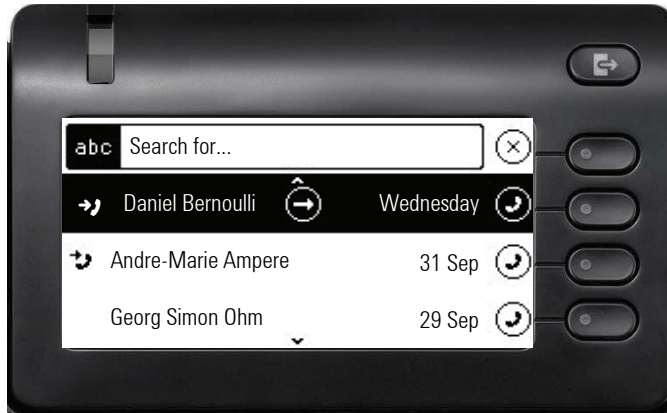 abc Search for...
Daniel Bernoulli Wednesday
Andre-Marie Ampere 31 Sep
Georg Simon Ohm 29 Sep